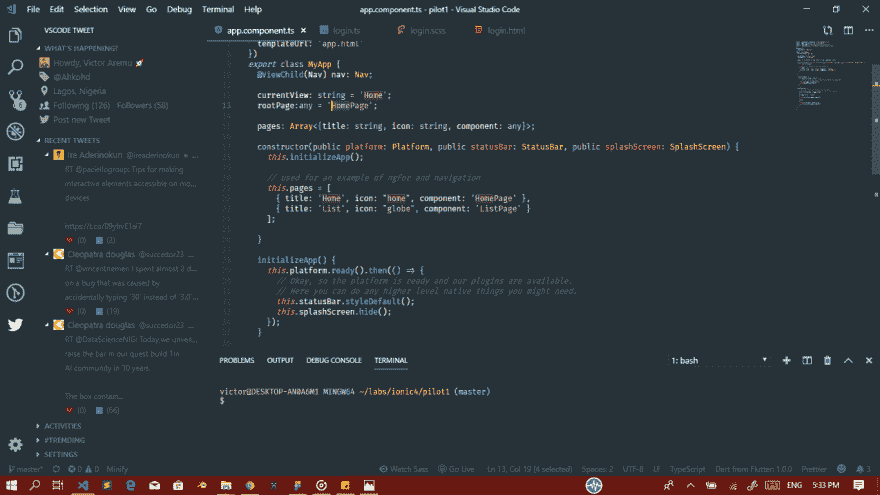 File Edit Selection View Go Debug Terminal Help
app.component.ts - pilot1 - Visual Studio Code
VSCODE TWEET
WHAT'S HAPPENING?
Howdy, Victor Aremu
@Ahkohd
Lagos, Nigeria
Following (126) Followers (58)
Post new Tweet
RECENT TWEETS
Ire Aderinokun @ireaderinokun
RT @paciellogroup: Tips for making
interactive elements accessible on mo...
devices
(0) (2)
Cleopatra douglas @succedor23 ...
RT @vincentnemen I spent almost 2 d...
on a bug that was caused by
accidentally typing
(0) (19)
Cleopatra douglas @succedor23 ...
RT @DataScienceNIG: Today,we unvei...
raise the bar in our quest build 1m
AI community in 10 years.
The box contain...
(0) (66)
ACTIVITIES
#TRENDING
SETTINGS
app.component.ts login.ts login.scss login.html
templateUrl: 'app.html'
})
export class MyApp {
@ViewChild(Nav) nav: Nav;
currentView: string = 'Home';
rootPage:any = 'HomePage';
pages: Array<{title: string, icon: string, component: any}>;
constructor(public platform: Platform, public statusBar: StatusBar, public splashScreen: SplashScreen) {
this.initializeApp();
// used for an example of ngFor and navigation
this.pages = [
{ title: 'Home', icon: "home", component: 'HomePage' },
{ title: 'List', icon: "globe", component: 'ListPage' }
];
}
initializeApp() {
this.platform.ready().then(() => {
// Okay, so the platform is ready and our plugins are available.
// Here you can do any higher level native things you might need.
this.statusBar.styleDefault();
this.splashScreen.hide();
});
}
PROBLEMS OUTPUT DEBUG CONSOLE TERMINAL
1: bash
victor@DESKTOP-AN0A6M1 MINGW64 ~/labs/ionic4/pilot1 (master)
$
master* 0 0 Minify
Watch Sass Go Live Ln 13, Col 19 (4 selected) Spaces: 2 UTF-8 LF TypeScript Dart from Flutter 1.0.0 Prettier 3
ENG 5:33 PM